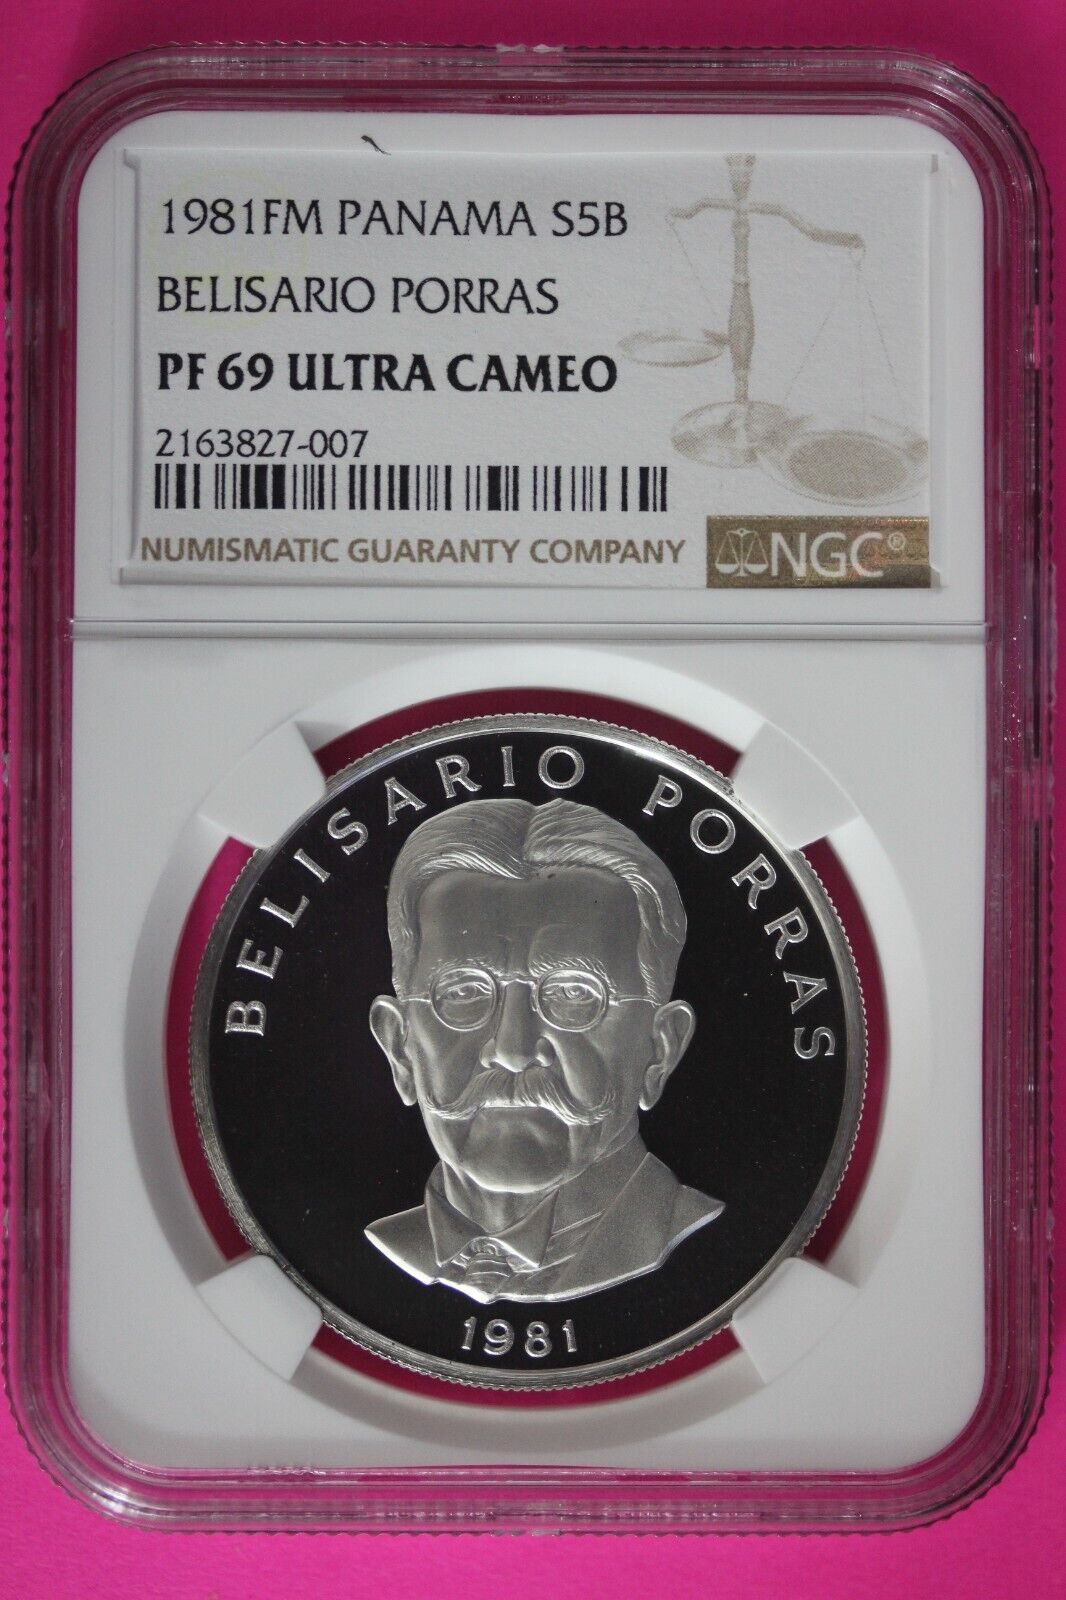 1981FM PANAMA S5B
BELISARIO PORRAS
PF 69 ULTRA CAMEO
2163827-007
NUMISMATIC GUARANTY COMPANY
NGC®
BELISARIO PORRAS
1981